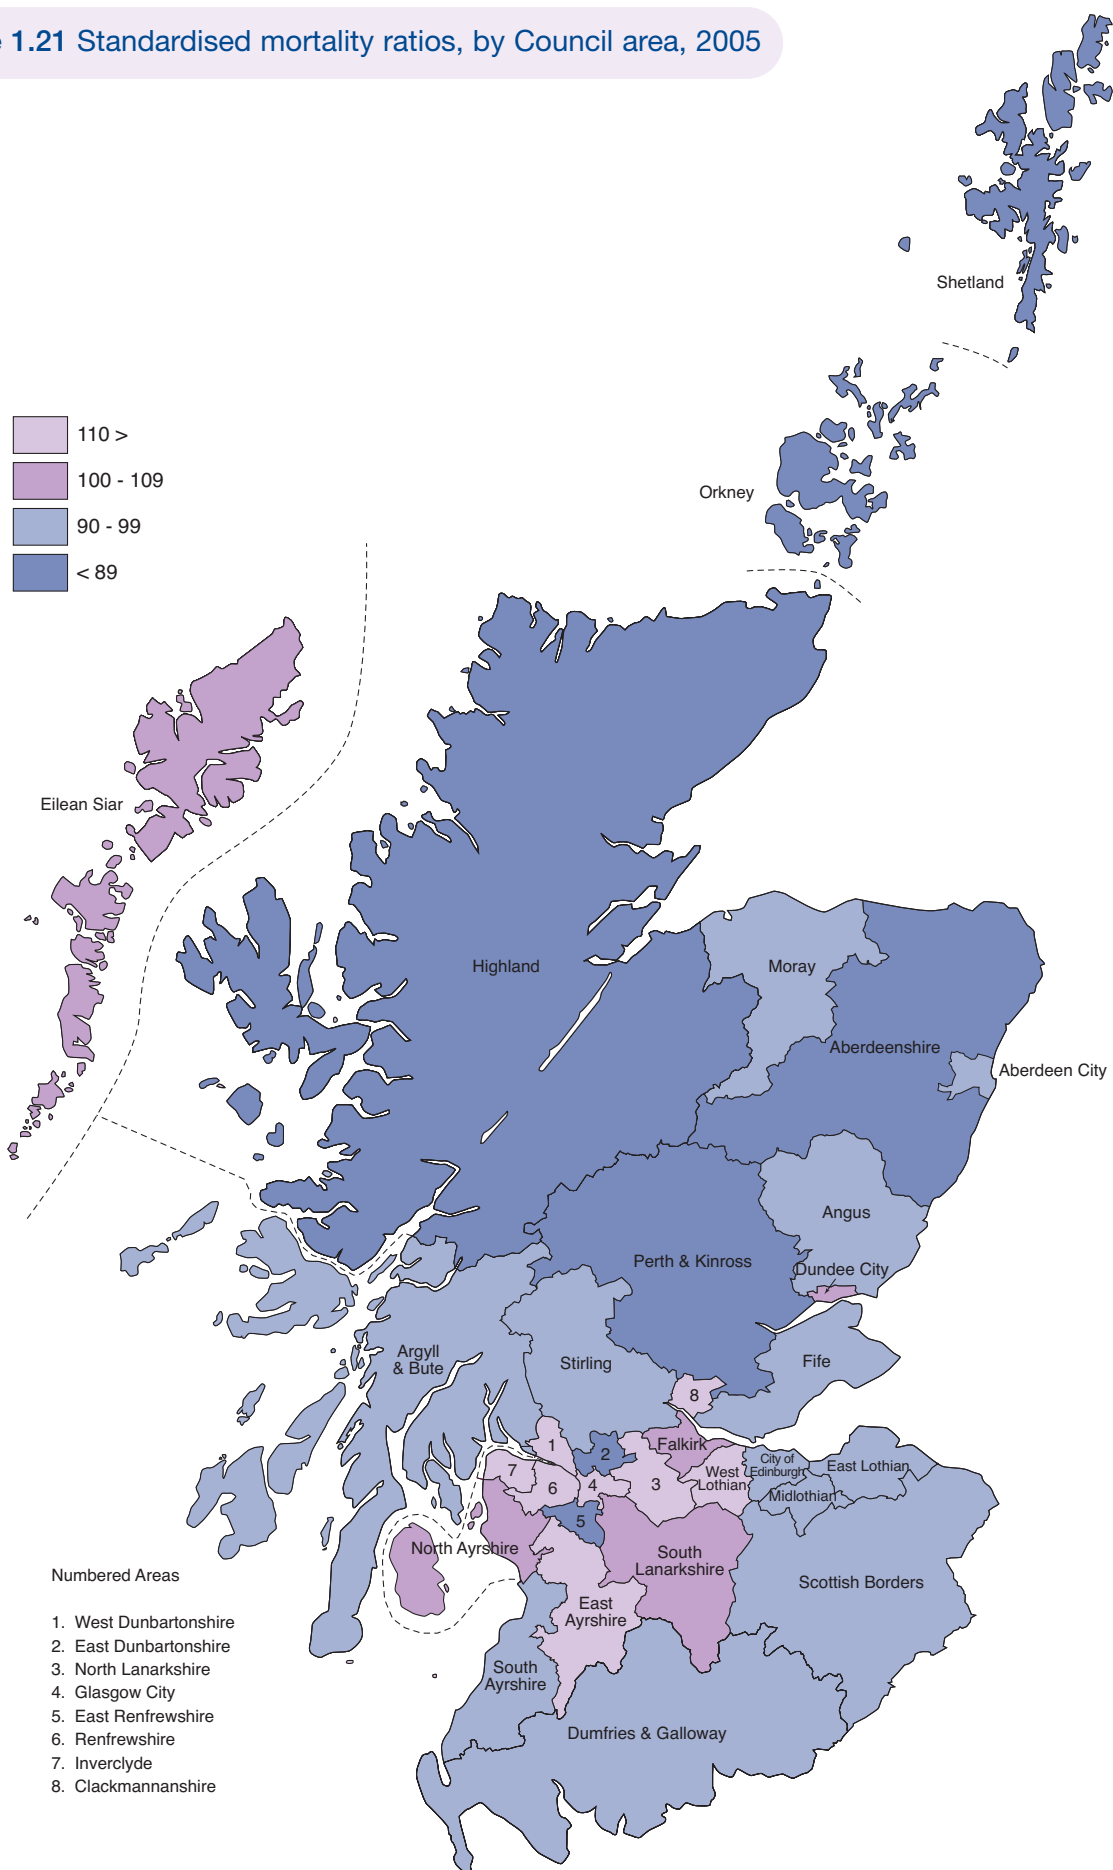 1.21 Standardised mortality ratios, by Council area, 2005
Shetland
110 >
100 - 109
90 - 99
< 89
Orkney
Eilean Siar
Highland
Moray
Aberdeenshire
Aberdeen City
Angus
Perth & Kinross
Dundee City
Argyll
& Bute
Stirling
Fife
8
1
2
Falkirk
7
6
4
3
West
Lothian
City of
Edinburgh
East Lothian
Midlothian
5
North Ayrshire
South
Lanarkshire
Scottish Borders
East
Ayrshire
South
Ayrshire
Dumfries & Galloway
Numbered Areas
1. West Dunbartonshire
2. East Dunbartonshire
3. North Lanarkshire
4. Glasgow City
5. East Renfrewshire
6. Renfrewshire
7. Inverclyde
8. Clackmannanshire